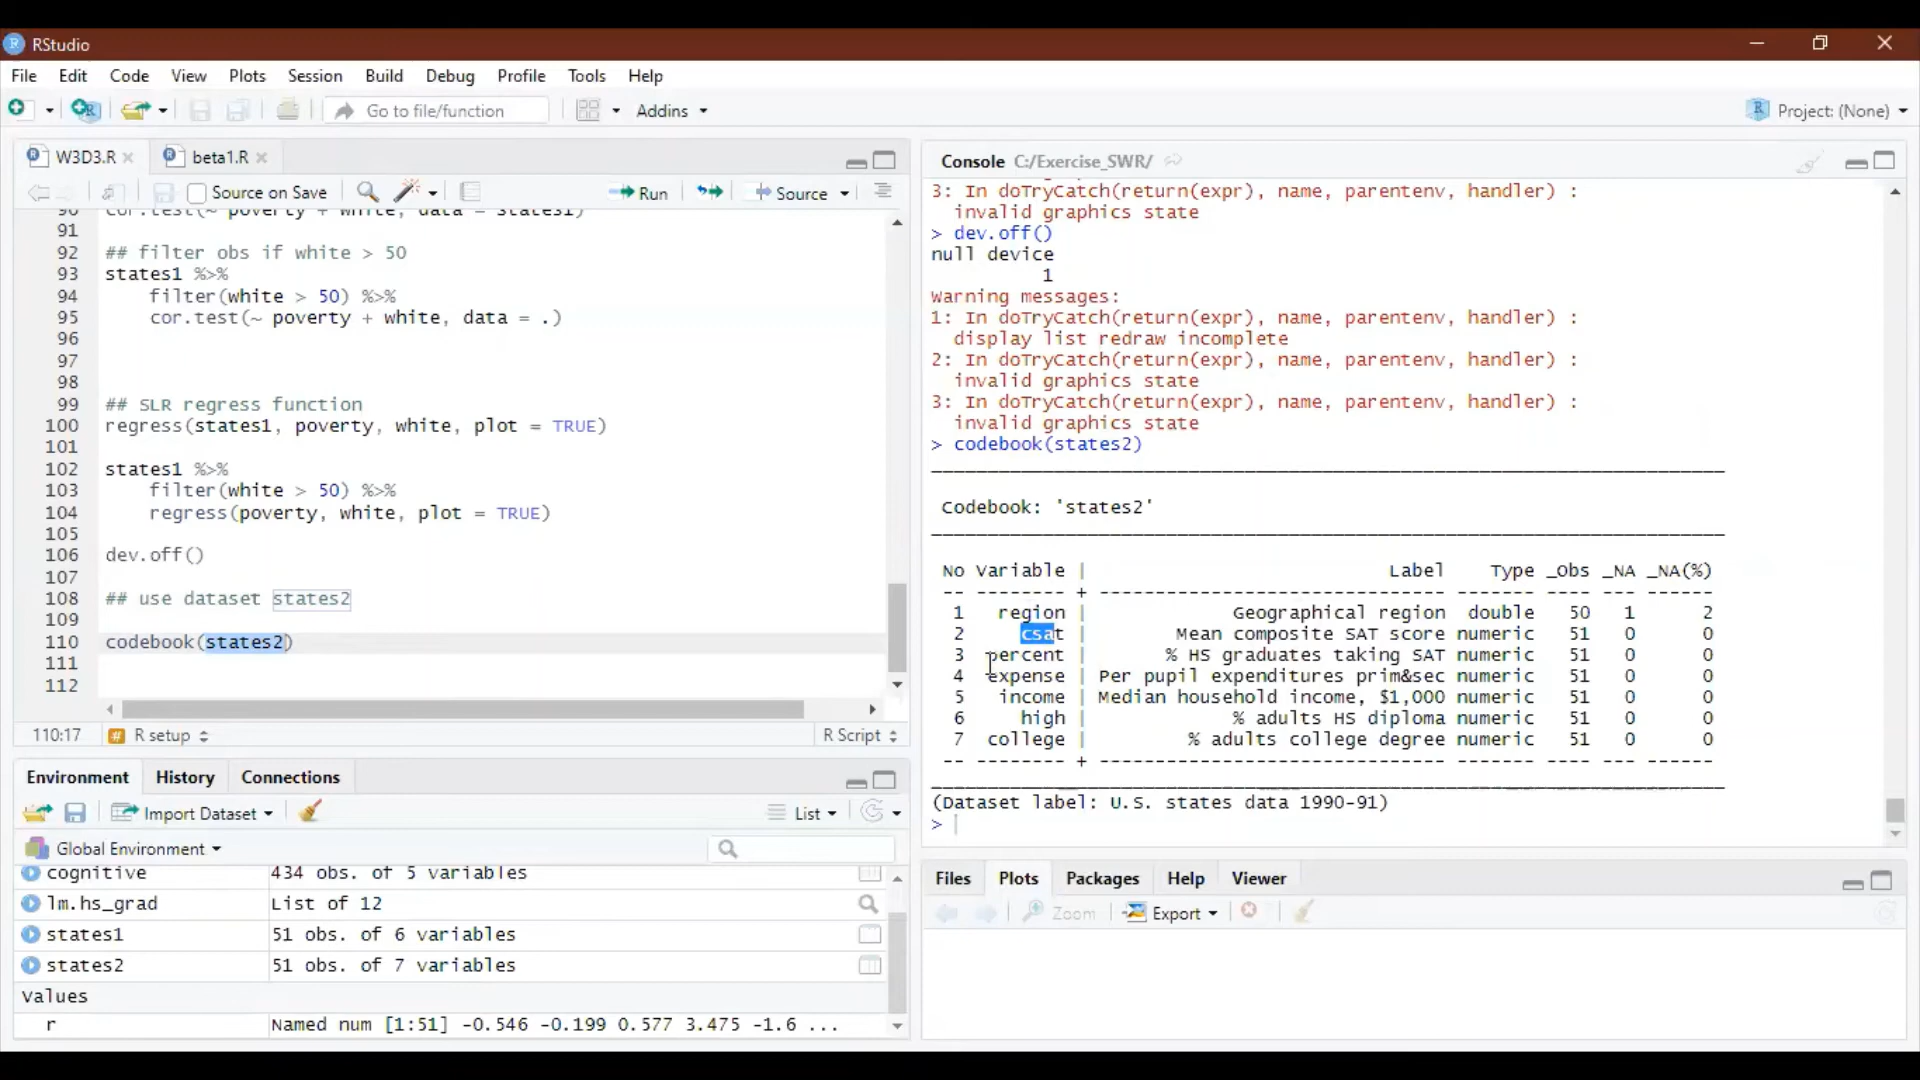 RStudio
File Edit Code View Plots Session Build Debug Profile Tools Help
Go to file/function Addins Project: (None)
W3D3.R beta1.R
Source on Save Run Source
90 cor.test(~ poverty + white, data = states1)
91
92 ## filter obs if white > 50
93 states1 %>%
94 filter(white > 50) %>%
95 cor.test(~ poverty + white, data = .)
96
97
98
99 ## SLR regress function
100 regress(states1, poverty, white, plot = TRUE)
101
102 states1 %>%
103 filter(white > 50) %>%
104 regress(poverty, white, plot = TRUE)
105
106 dev.off()
107
108 ## use dataset states2
109
110 codebook(states2)
111
112
110:17 # R setup R Script
Environment History Connections
Import Dataset List
Global Environment
cognitive 434 obs. of 5 variables
lm.hs_grad List of 12
states1 51 obs. of 6 variables
states2 51 obs. of 7 variables
Values
r Named num [1:51] -0.546 -0.199 0.577 3.475 -1.6 ...
Console C:/Exercise_SWR/
3: In doTryCatch(return(expr), name, parentenv, handler) :
invalid graphics state
> dev.off()
null device
1
Warning messages:
1: In doTryCatch(return(expr), name, parentenv, handler) :
display list redraw incomplete
2: In doTryCatch(return(expr), name, parentenv, handler) :
invalid graphics state
3: In doTryCatch(return(expr), name, parentenv, handler) :
invalid graphics state
> codebook(states2)
Codebook: 'states2'
No Variable | Label Type _Obs _NA _NA(%)
-- -------- + ------------------------------ ------- ---- --- ------
1 region | Geographical region double 50 1 2
2 csat | Mean composite SAT score numeric 51 0 0
3 percent | % HS graduates taking SAT numeric 51 0 0
4 expense | Per pupil expenditures prim&sec numeric 51 0 0
5 income | Median household income, $1,000 numeric 51 0 0
6 high | % adults HS diploma numeric 51 0 0
7 college | % adults college degree numeric 51 0 0
-- -------- + ------------------------------ ------- ---- --- ------
(Dataset label: U.S. states data 1990-91)
>
Files Plots Packages Help Viewer
Zoom Export